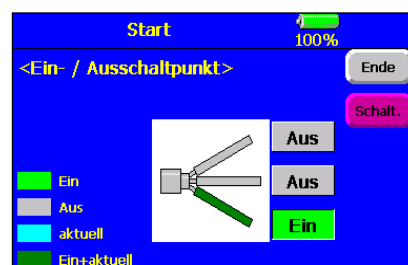 Start
100%
<Ein- / Ausschaltpunkt>
Ende
Schalt.
Aus
Aus
Ein
Ein
Aus
aktuell
Ein+aktuell